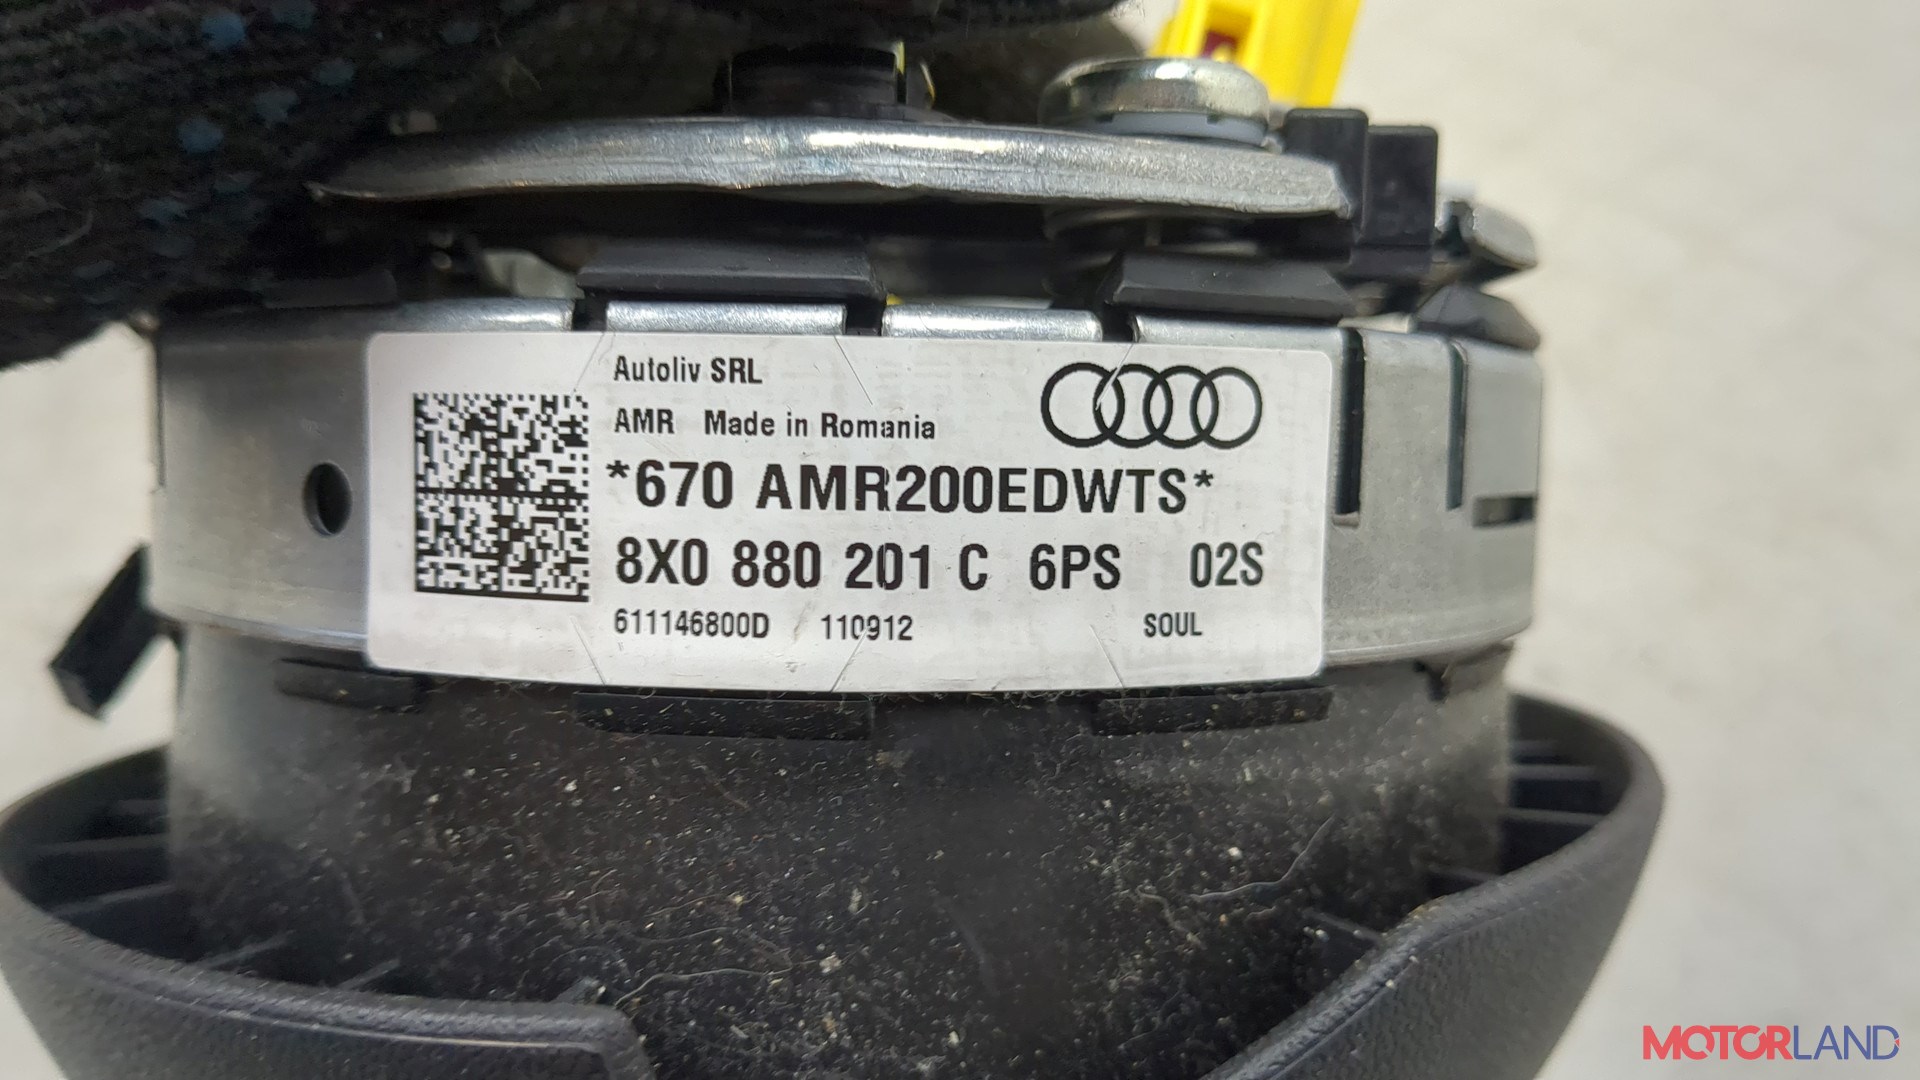 Autoliv SRL
AMR Made in Romania
*670 AMR200EDWTS*
8X0 880 201 C 6PS 02S
611146800D 110912 SOUL
MOTORLAND